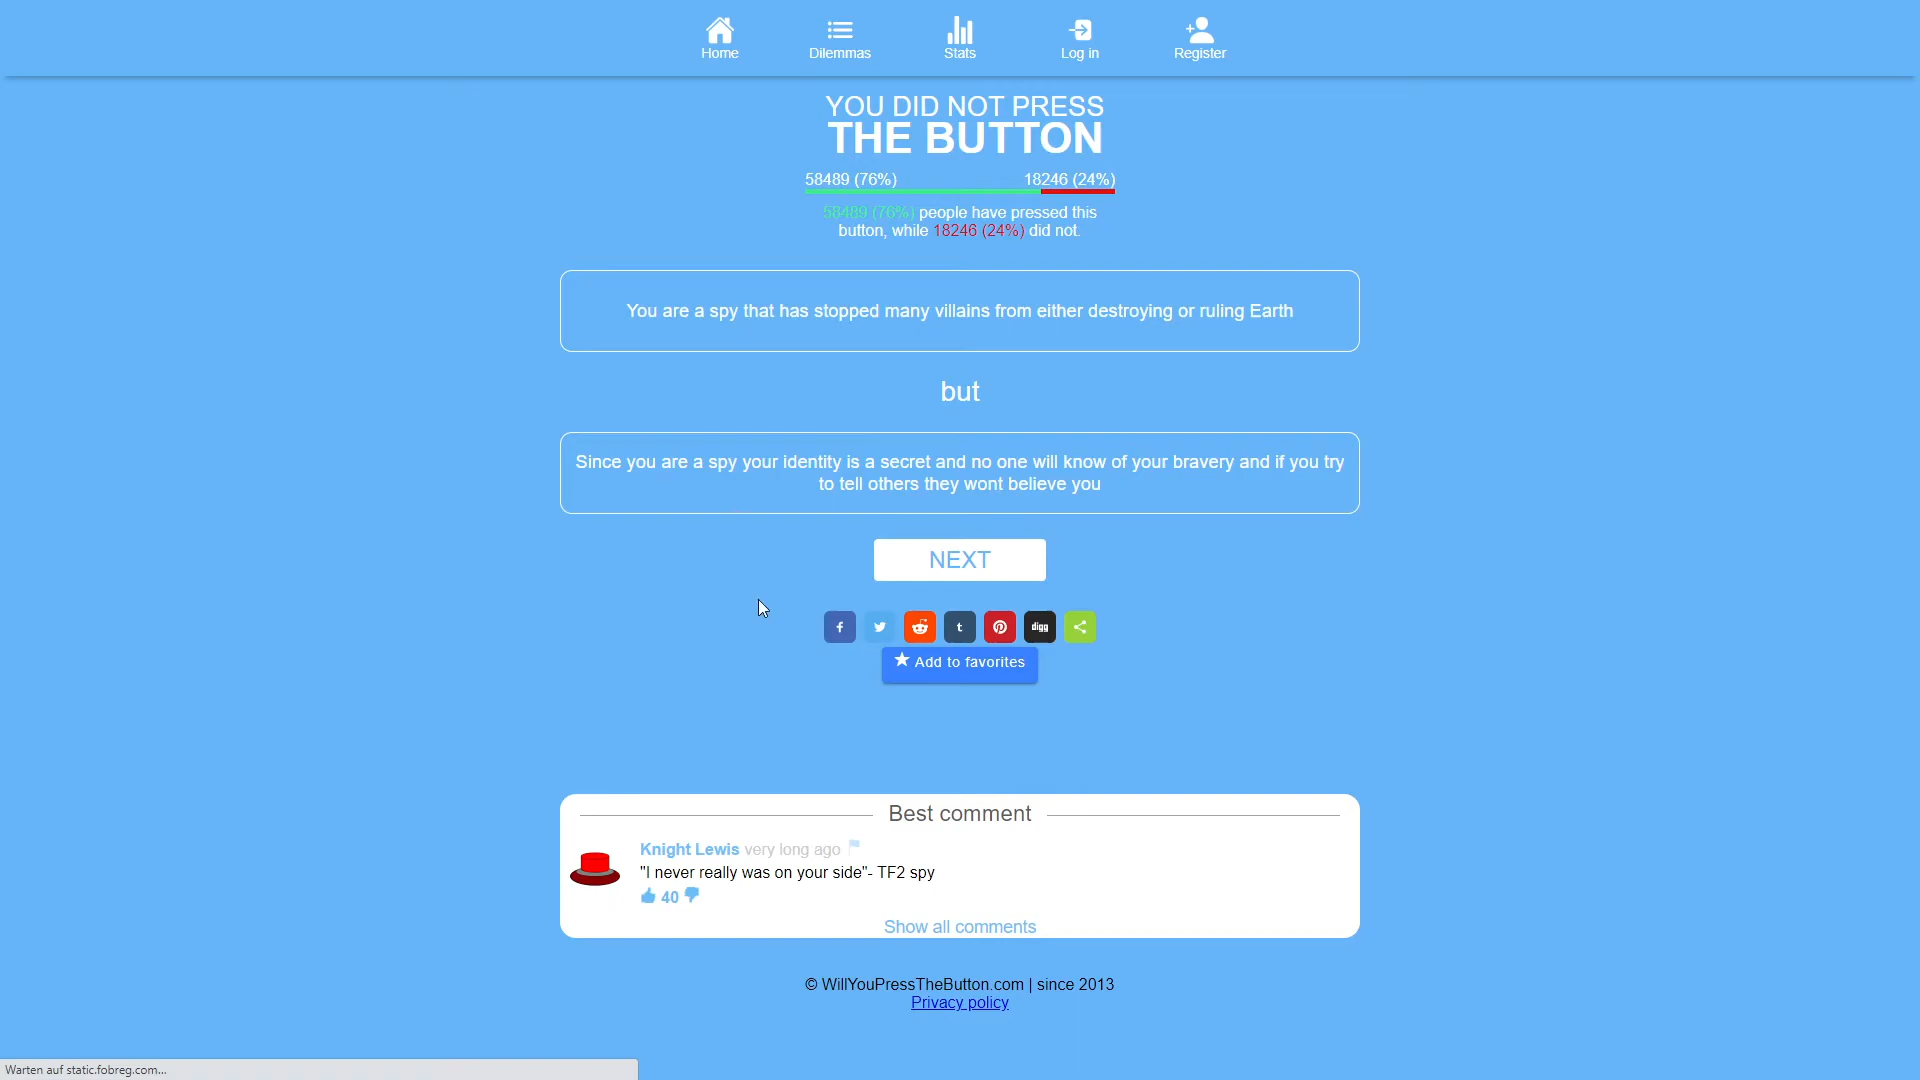 Home
Dilemmas
Stats
Log in
Register
YOU DID NOT PRESS
THE BUTTON
58489 (76%)
18246 (24%)
58489 (76%) people have pressed this
button, while 18246 (24%) did not.
You are a spy that has stopped many villains from either destroying or ruling Earth
but
Since you are a spy your identity is a secret and no one will know of your bravery and if you try
to tell others they wont believe you
NEXT
f
t
digg
Add to favorites
Best comment
Knight Lewis very long ago
"I never really was on your side"- TF2 spy
40
Show all comments
© WillYouPressTheButton.com | since 2013
Privacy policy
Warten auf static.fobreg.com...